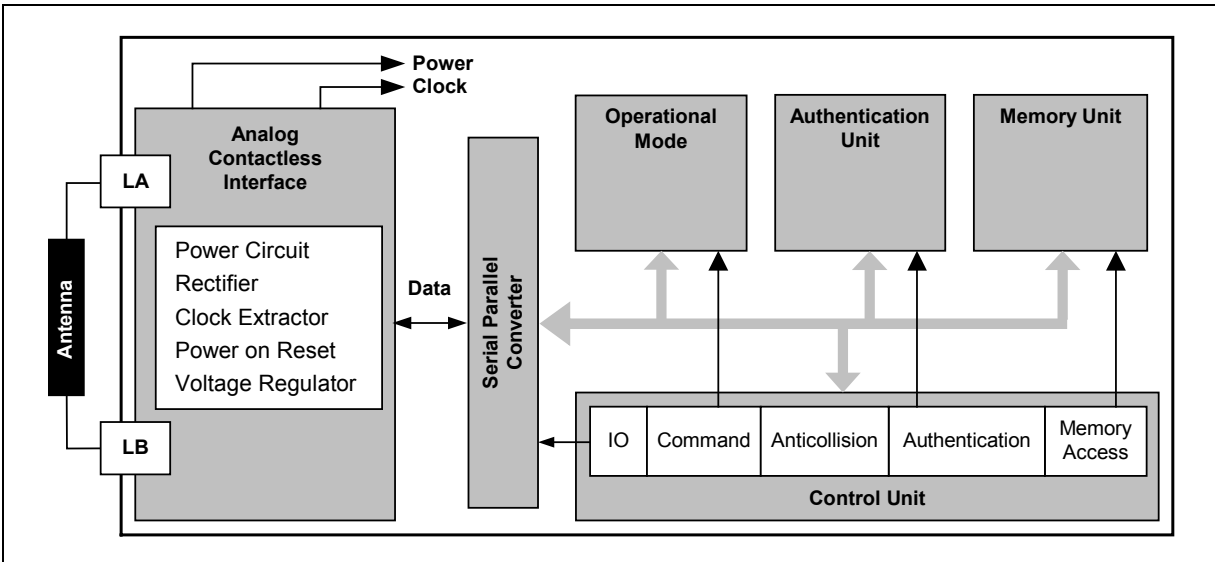 Power
Clock
Analog
Contactless
Interface
LA
Antenna
LB
Power Circuit
Rectifier
Clock Extractor
Power on Reset
Voltage Regulator
Data
Serial Parallel
Converter
Operational
Mode
Authentication
Unit
Memory Unit
IO
Command
Anticollision
Authentication
Memory
Access
Control Unit